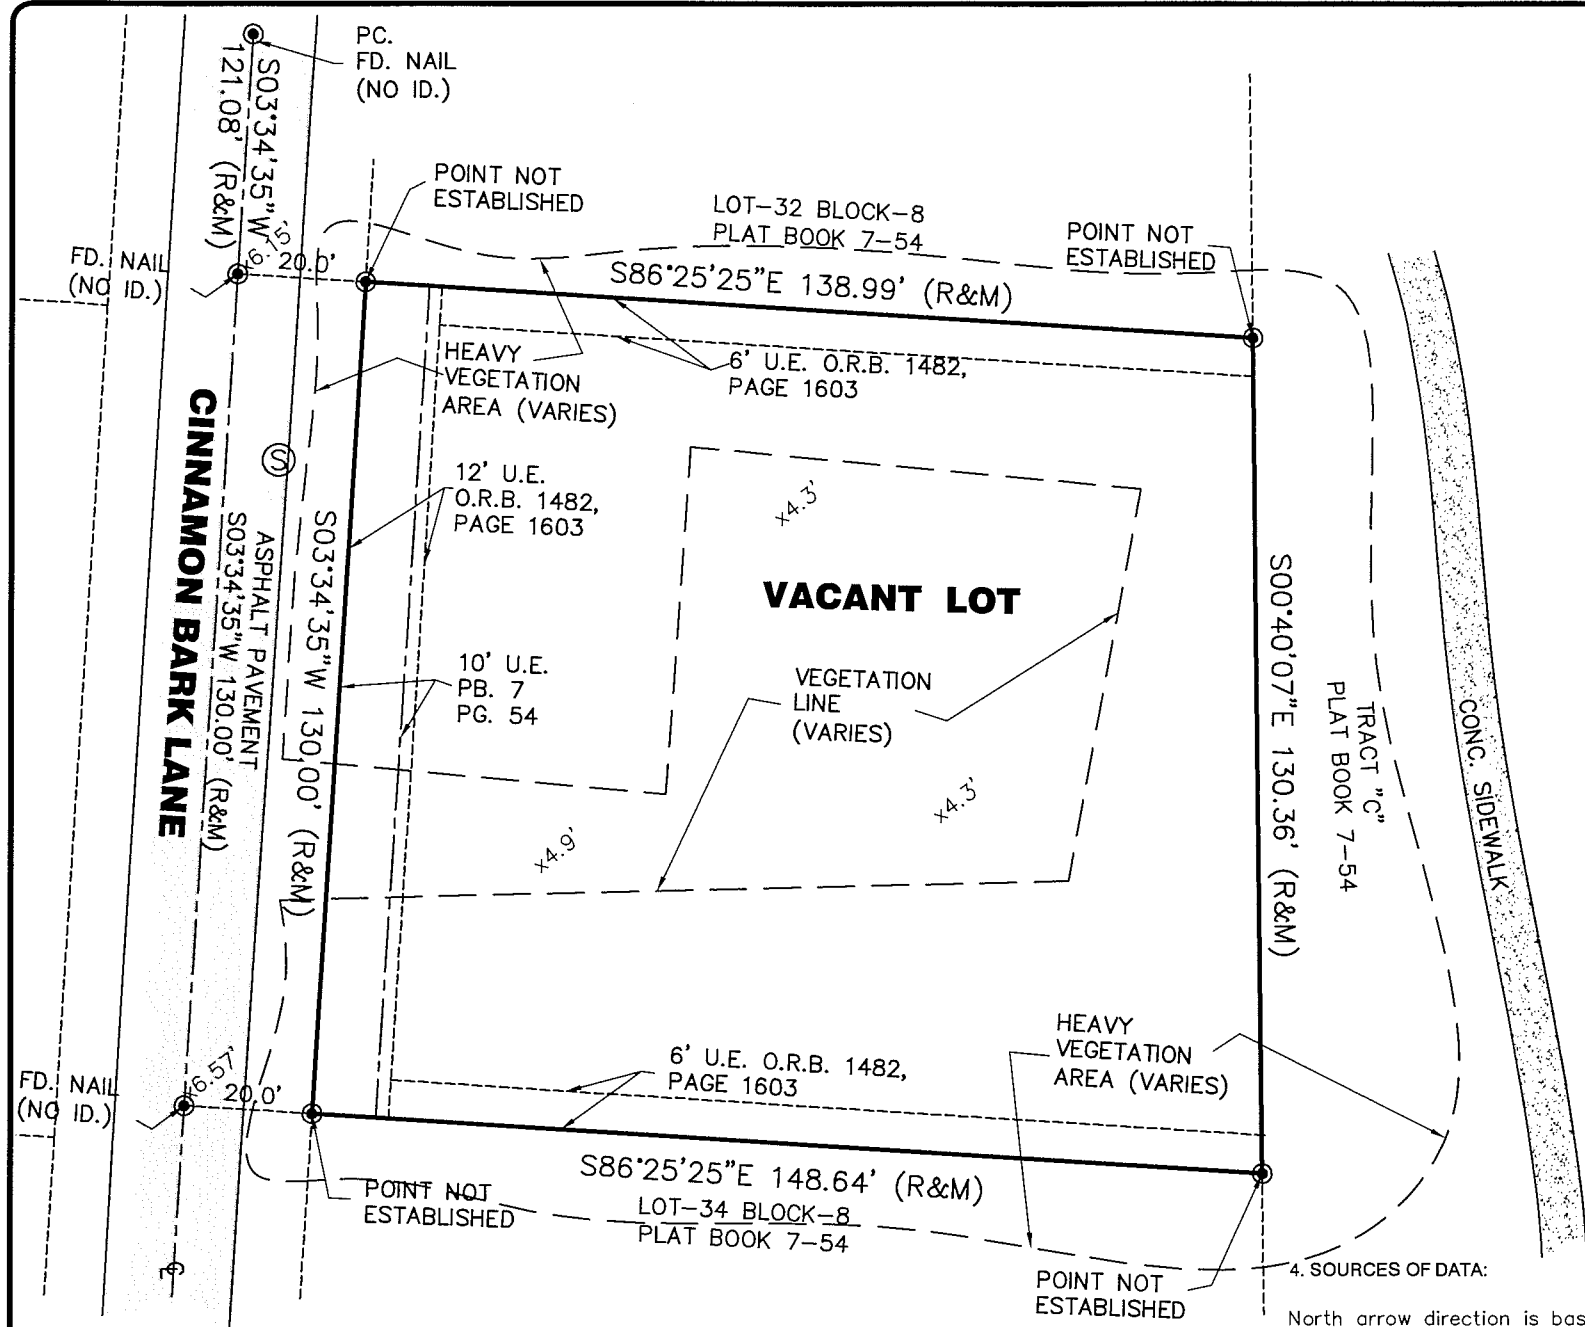 PC.
FD. NAIL
(NO ID.)
S03°34'35"W
121.08' (R&M)
POINT NOT
ESTABLISHED
LOT-32 BLOCK-8
PLAT BOOK 7-54
POINT NOT
ESTABLISHED
FD. NAIL
(NO ID.)
6.15'
20.0'
S86°25'25"E 138.99' (R&M)
HEAVY
VEGETATION
AREA (VARIES)
6' U.E. O.R.B. 1482,
PAGE 1603
CINNAMON BARK LANE
S
12' U.E.
O.R.B. 1482,
PAGE 1603
x4.3'
VACANT LOT
ASPHALT PAVEMENT
S03°34'35"W 130.00' (R&M)
S03°34'35"W 130.00' (R&M)
10' U.E.
PB. 7
PG. 54
VEGETATION
LINE
(VARIES)
S00°40'07"E 130.36' (R&M)
TRACT "C"
PLAT BOOK 7-54
CONC. SIDEWALK
x4.3'
x4.9'
HEAVY
VEGETATION
AREA (VARIES)
6' U.E. O.R.B. 1482,
PAGE 1603
FD. NAIL
(NO ID.)
6.57'
20.0'
S86°25'25"E 148.64' (R&M)
POINT NOT
ESTABLISHED
LOT-34 BLOCK-8
PLAT BOOK 7-54
CL
POINT NOT
ESTABLISHED
4. SOURCES OF DATA:
North arrow direction is bas